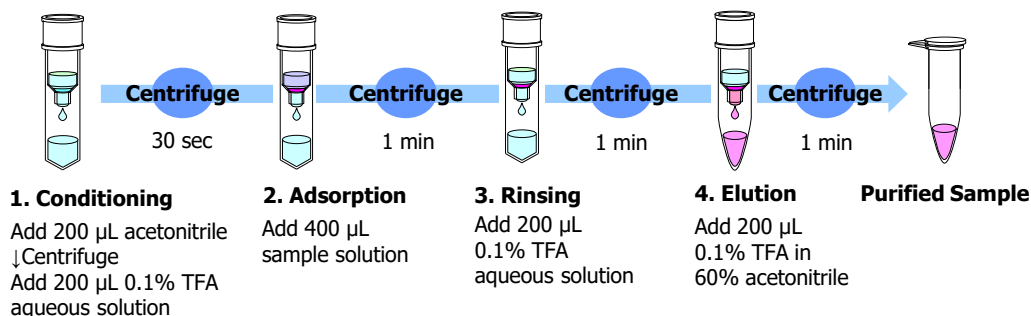 Centrifuge
Centrifuge
Centrifuge
Centrifuge
30 sec
1 min
1 min
1 min
1. Conditioning
Add 200 µL acetonitrile
↓Centrifuge
Add 200 µL 0.1% TFA
aqueous solution
2. Adsorption
Add 400 µL
sample solution
3. Rinsing
Add 200 µL
0.1% TFA
aqueous solution
4. Elution
Add 200 µL
0.1% TFA in
60% acetonitrile
Purified Sample